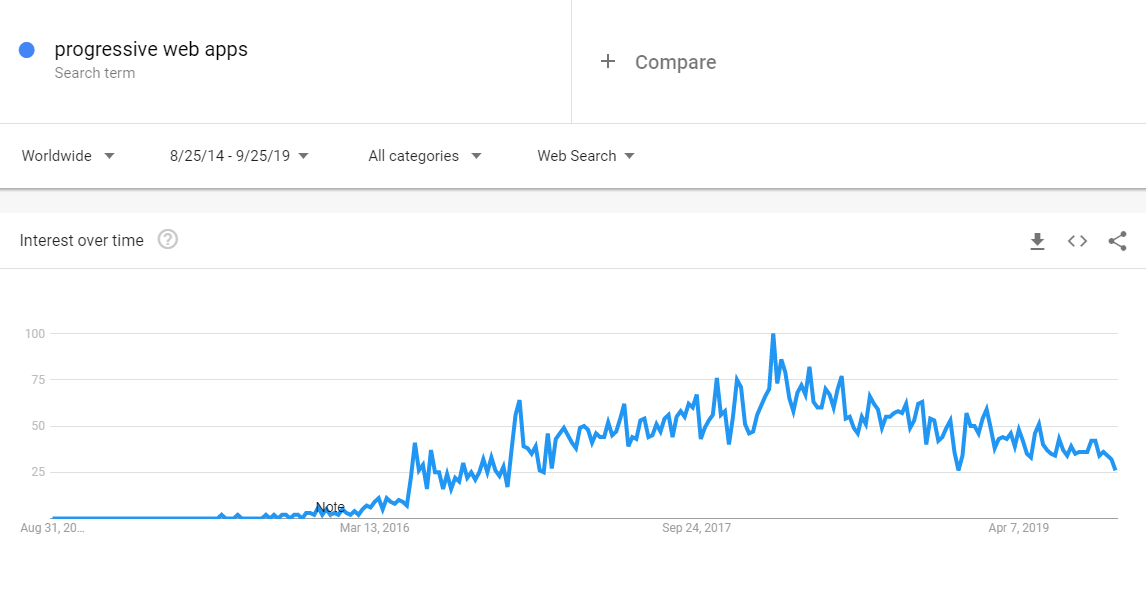 progressive web apps
Search term
+ Compare
Worldwide
8/25/14 - 9/25/19
All categories
Web Search
Interest over time
?
100
75
50
25
Note
Aug 31, 20...
Mar 13, 2016
Sep 24, 2017
Apr 7, 2019